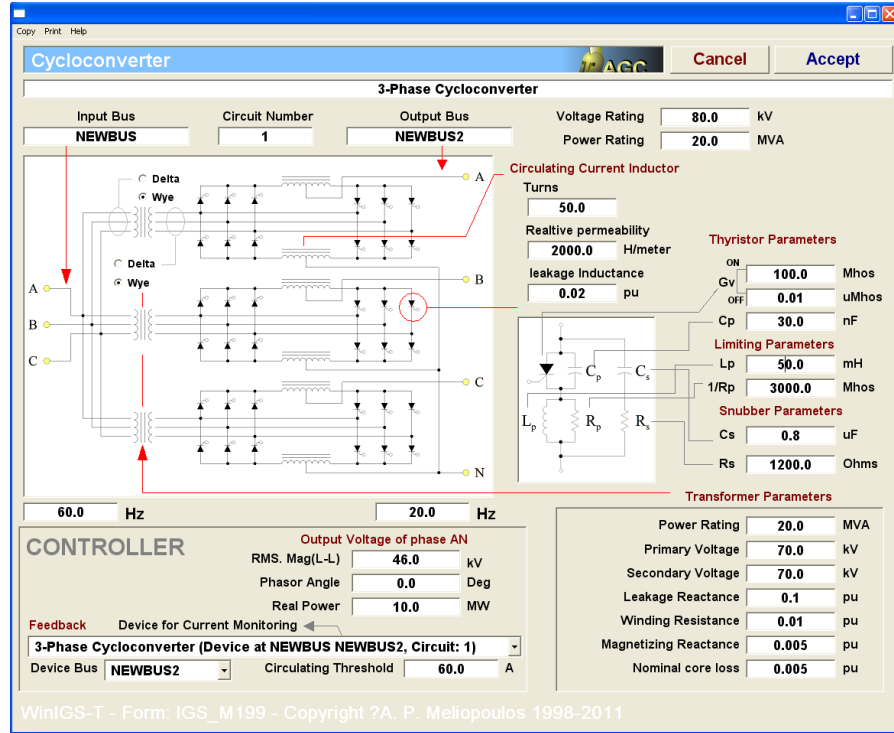 Copy Print Help
Cycloconverter
AGC
Cancel
Accept
3-Phase Cycloconverter
Input Bus
Circuit Number
Output Bus
NEWBUS
1
NEWBUS2
Voltage Rating 80.0 kV
Power Rating 20.0 MVA
Delta
Wye
Delta
Wye
A
B
C
A
B
C
N
Circulating Current Inductor
Turns
50.0
Realtive permeability
2000.0 H/meter
leakage Inductance
0.02 pu
Thyristor Parameters
ON
Gv
OFF
100.0 Mhos
0.01 uMhos
Cp 30.0 nF
Limiting Parameters
Lp 50.0 mH
1/Rp 3000.0 Mhos
Snubber Parameters
Cs 0.8 uF
Rs 1200.0 Ohms
Cp
Cs
Lp
Rp
Rs
60.0 Hz
20.0 Hz
Transformer Parameters
Power Rating 20.0 MVA
Primary Voltage 70.0 kV
Secondary Voltage 70.0 kV
Leakage Reactance 0.1 pu
Winding Resistance 0.01 pu
Magnetizing Reactance 0.005 pu
Nominal core loss 0.005 pu
CONTROLLER
Output Voltage of phase AN
RMS. Mag(L-L) 46.0 kV
Phasor Angle 0.0 Deg
Real Power 10.0 MW
Feedback
Device for Current Monitoring
3-Phase Cycloconverter (Device at NEWBUS NEWBUS2, Circuit: 1)
Device Bus NEWBUS2
Circulating Threshold 60.0 A
WinIGS-T - Form: IGS_M199 - Copyright ?A. P. Meliopoulos 1998-2011